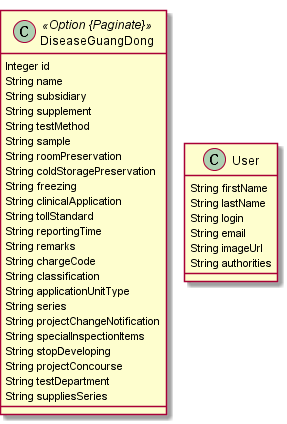 C
«Option {Paginate}»
DiseaseGuangDong
Integer id
String name
String subsidiary
String supplement
String testMethod
String sample
String roomPreservation
String coldStoragePreservation
String freezing
String clinicalApplication
String tollStandard
String reportingTime
String remarks
String chargeCode
String classification
String applicationUnitType
String series
String projectChangeNotification
String specialInspectionItems
String stopDeveloping
String projectConcourse
String testDepartment
String suppliesSeries
C
User
String firstName
String lastName
String login
String email
String imageUrl
String authorities